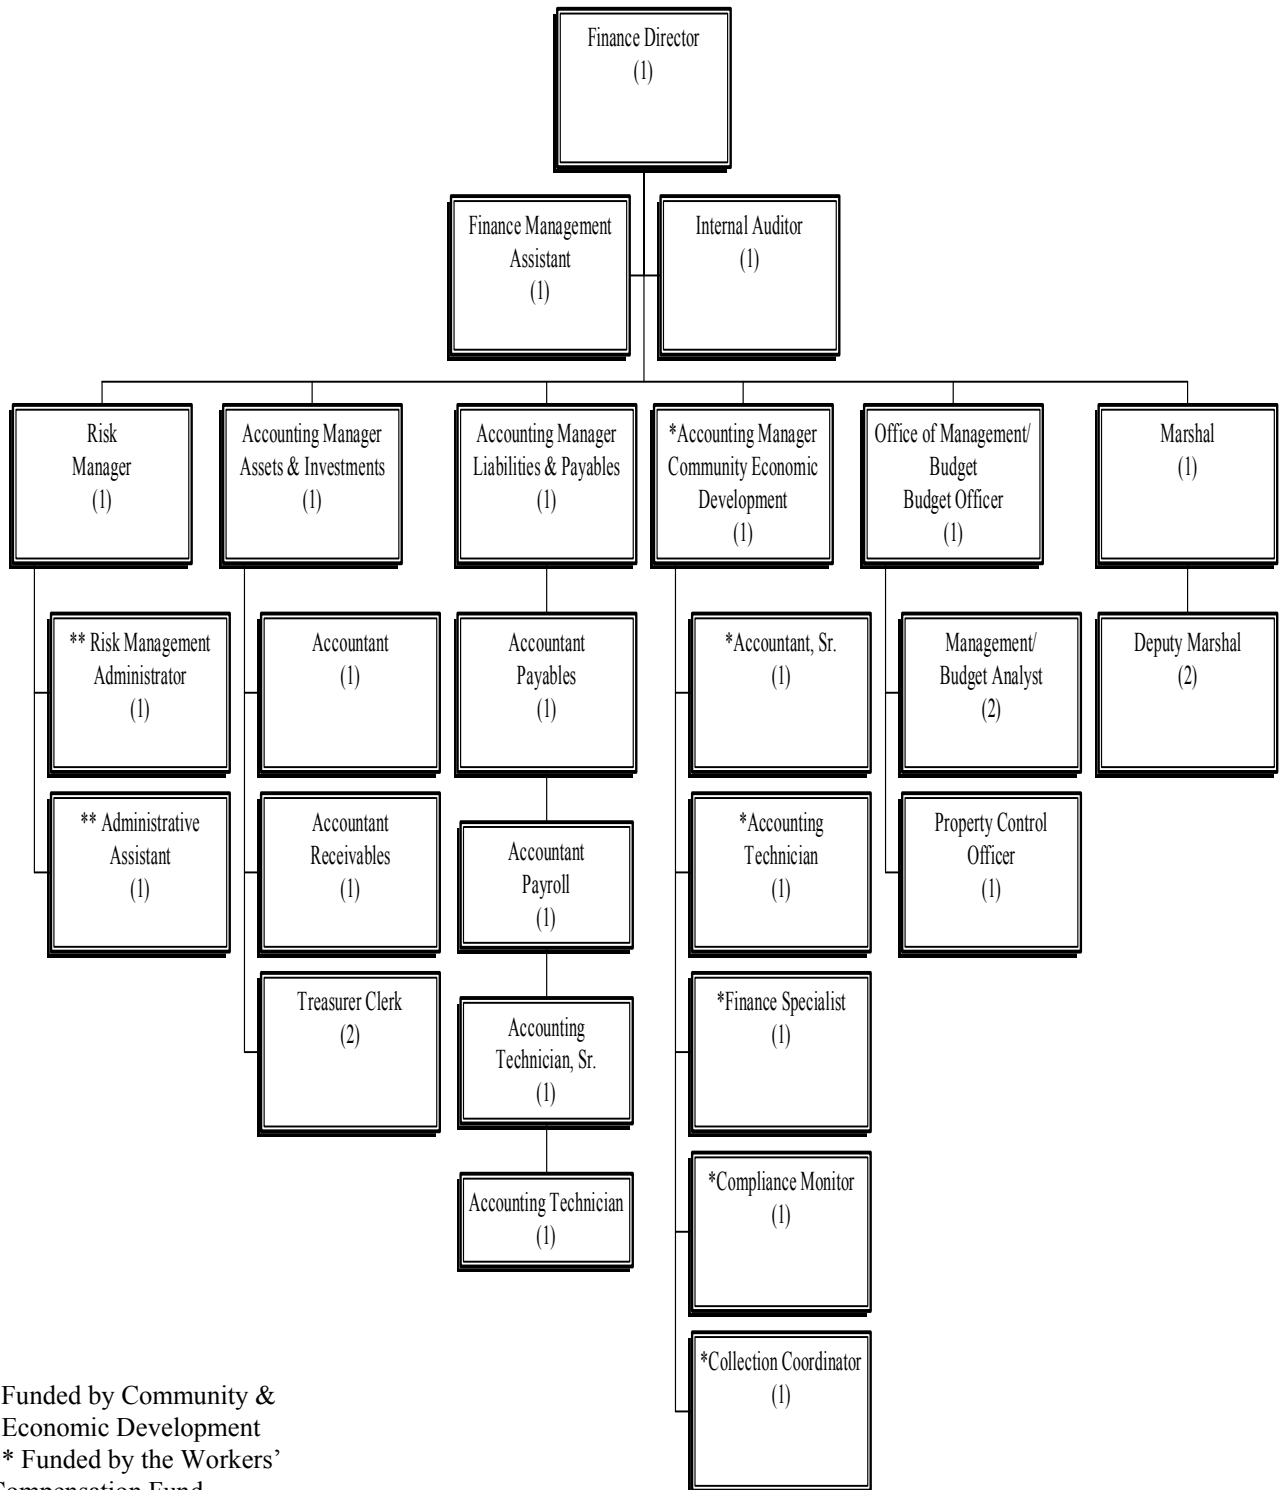 Finance Director
(1)
Finance Management
Assistant
(1)
Internal Auditor
(1)
Risk
Manager
(1)
Accounting Manager
Assets & Investments
(1)
Accounting Manager
Liabilities & Payables
(1)
*Accounting Manager
Community Economic
Development
(1)
Office of Management/
Budget
Budget Officer
(1)
Marshal
(1)
** Risk Management
Administrator
(1)
Accountant
(1)
Accountant
Payables
(1)
*Accountant, Sr.
(1)
Management/
Budget Analyst
(2)
Deputy Marshal
(2)
** Administrative
Assistant
(1)
Accountant
Receivables
(1)
Accountant
Payroll
(1)
*Accounting
Technician
(1)
Property Control
Officer
(1)
Treasurer Clerk
(2)
Accounting
Technician, Sr.
(1)
*Finance Specialist
(1)
Accounting Technician
(1)
*Compliance Monitor
(1)
*Collection Coordinator
(1)
Funded by Community &
Economic Development
* Funded by the Workers’
Compensation Fund